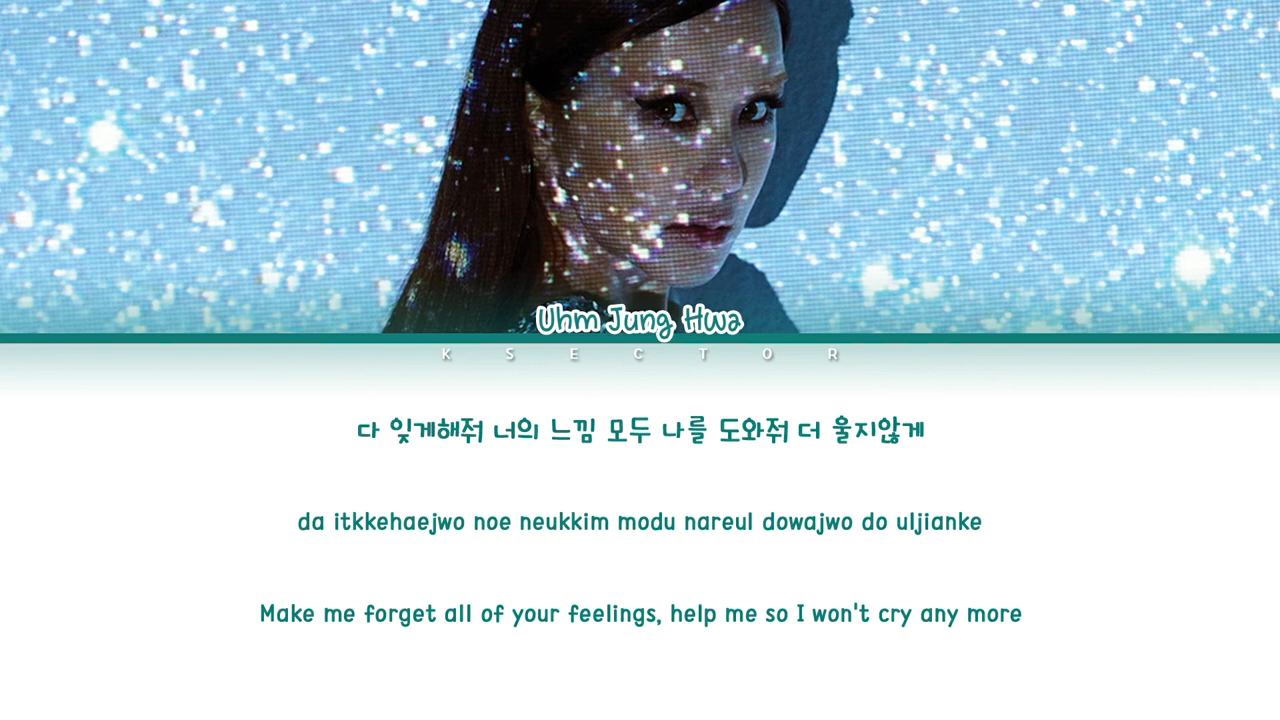 Uhm Jung Hwa
K S E C T O R
다 잊게해줘 너의 느낌 모두 나를 도와줘 더 울지않게
da itkkehaejwo noe neukkim modu nareul dowajwo do uljianke
Make me forget all of your feelings, help me so I won't cry any more